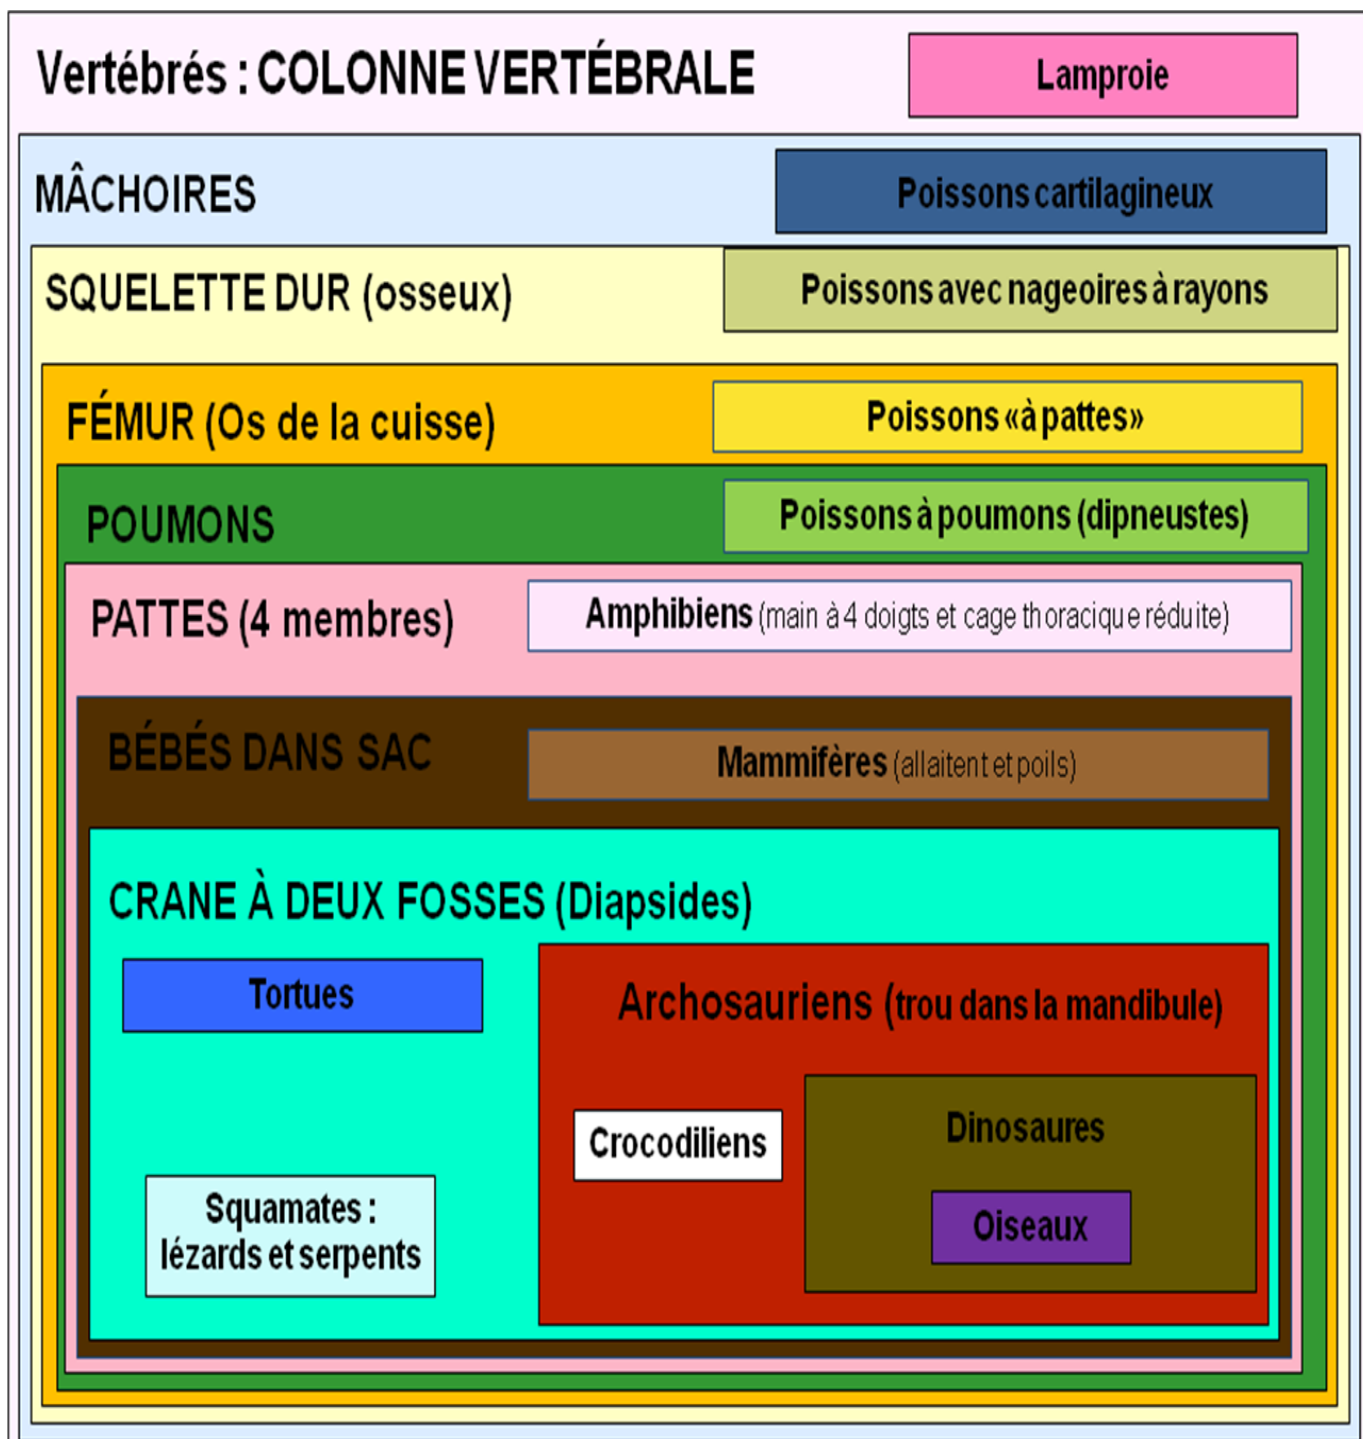 Vertébrés : COLONNE VERTÉBRALE
Lamproie
MÂCHOIRES
Poissons cartilagineux
SQUELETTE DUR (osseux)
Poissons avec nageoires à rayons
FÉMUR (Os de la cuisse)
Poissons «à pattes»
POUMONS
Poissons à poumons (dipneustes)
PATTES (4 membres)
Amphibiens (main à 4 doigts et cage thoracique réduite)
BÉBÉS DANS SAC
Mammifères (allaitent et poils)
CRANE À DEUX FOSSES (Diapsides)
Tortues
Archosauriens (trou dans la mandibule)
Crocodiliens
Dinosaures
Squamates :
lézards et serpents
Oiseaux